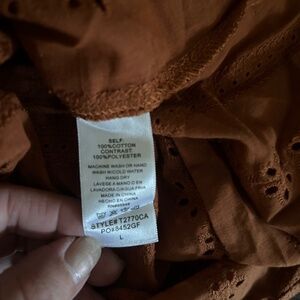 SELF:
100%COTTON
CONTRAST:
100%POLYESTER
MACHINE WASH OR HAND
WASH IN COLD WATER
HANG DRY
LAVESE A MANO O EN
LAVADORA C/AGUA FRIA
MADE IN CHINA
HECHO EN CHINA
STYLE# T2770CA
PO#8452GF
L